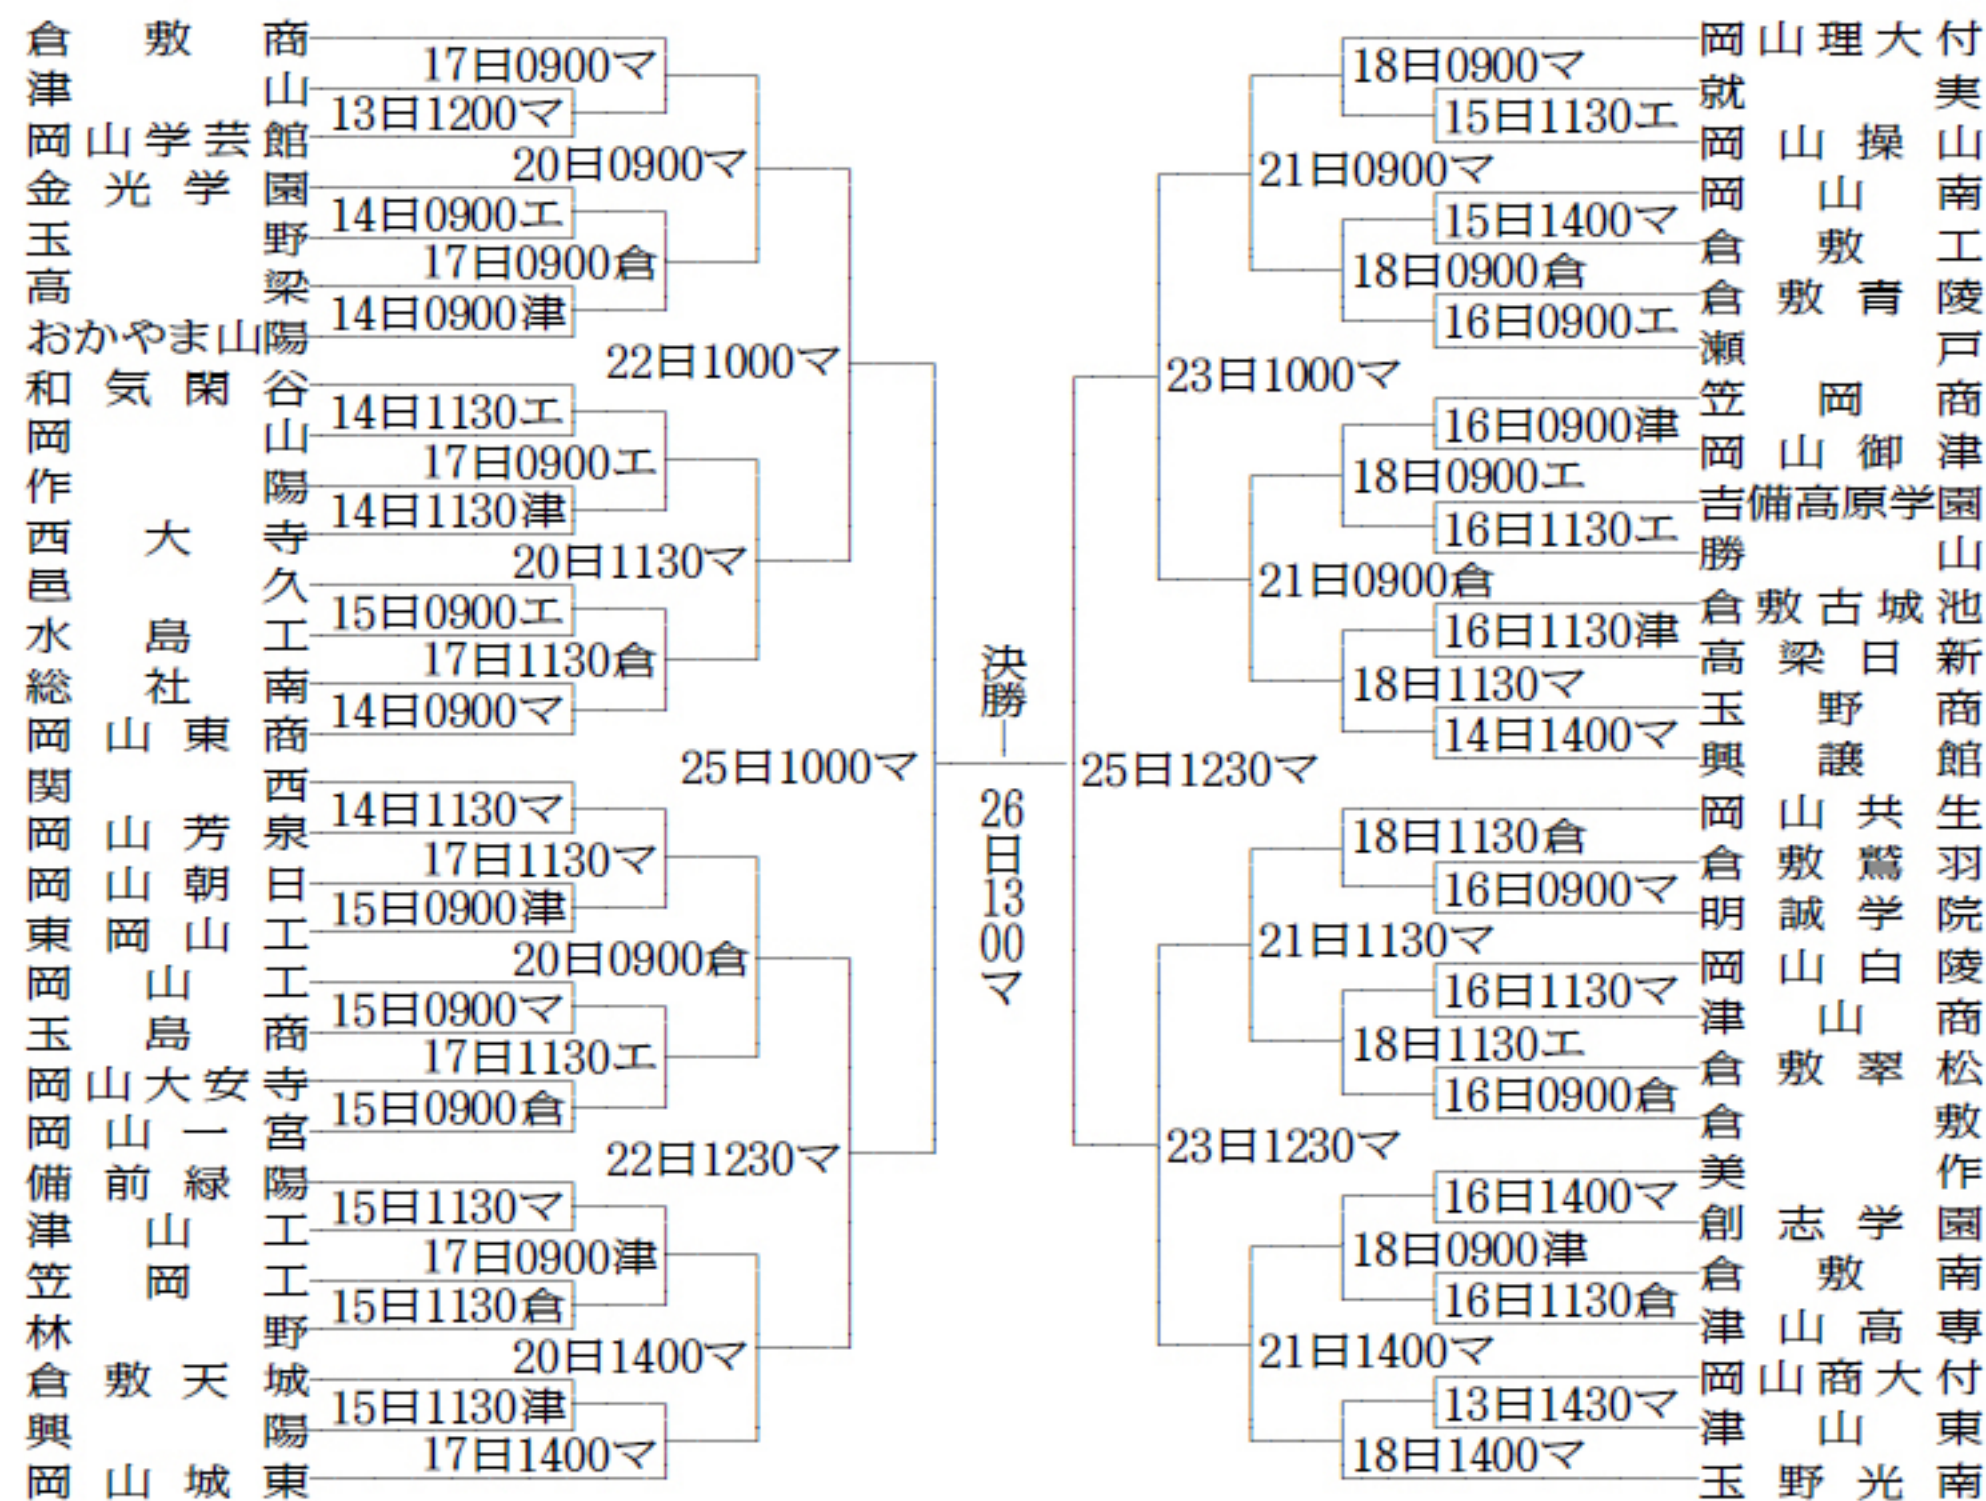 倉敷商
17日0900マ
津山
13日1200マ
岡山学芸館
20日0900マ
金光学園
14日0900エ
玉野
17日0900倉
高梁
14日0900津
おかやま山陽
22日1000マ
和気閑谷
14日1130エ
岡山
17日0900エ
作陽
14日1130津
西大寺
20日1130マ
邑久
15日0900エ
水島工
17日1130倉
総社南
14日0900マ
岡山東商
25日1000マ
関西
14日1130マ
岡山芳泉
17日1130マ
岡山朝日
15日0900津
東岡山工
20日0900倉
岡山工
15日0900マ
玉島商
17日1130エ
岡山大安寺
15日0900倉
岡山一宮
22日1230マ
備前緑陽
15日1130マ
津山工
17日0900津
笠岡工
15日1130倉
林野
20日1400マ
倉敷天城
15日1130津
興陽
17日1400マ
岡山城東
決勝―26日1300マ
岡山理大付
18日0900マ
就実
15日1130エ
岡山操山
21日0900マ
岡山南
15日1400マ
倉敷工
18日0900倉
倉敷青陵
16日0900エ
瀬戸
23日1000マ
笠岡商
16日0900津
岡山御津
18日0900エ
吉備高原学園
16日1130エ
勝山
21日0900倉
倉敷古城池
16日1130津
高梁日新
18日1130マ
玉野商
14日1400マ
興譲館
25日1230マ
岡山共生
18日1130倉
倉敷鷲羽
16日0900マ
明誠学院
21日1130マ
岡山白陵
16日1130マ
津山商
18日1130エ
倉敷翠松
16日0900倉
倉敷
23日1230マ
美作
16日1400マ
創志学園
18日0900津
倉敷南
16日1130倉
津山高専
21日1400マ
岡山商大付
13日1430マ
津山東
18日1400マ
玉野光南